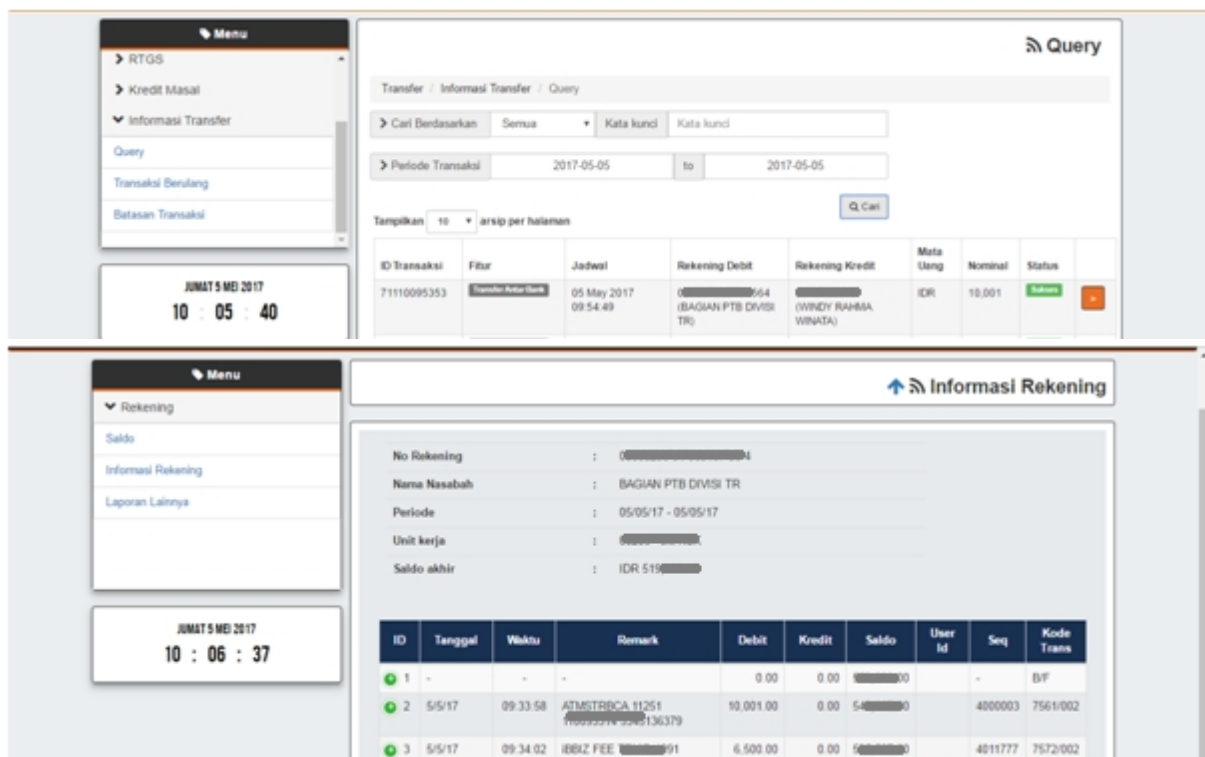 Menu
RTGS
Kredit Masal
Informasi Transfer
Query
Transaksi Berulang
Batasan Transaksi
JUMAT 5 MEI 2017
10 : 05 : 40
Query
Transfer / Informasi Transfer / Query
Cari Berdasarkan Semua Kata kunci Kata kunci
Periode Transaksi 2017-05-05 to 2017-05-05
Cari
Tampilkan 10 arsip per halaman
ID Transaksi Fitur Jadwal Rekening Debit Rekening Kredit Mata Uang Nominal Status
71110095353 Transfer Antar Bank 05 May 2017 0 564 IDR 10,001 Sukses
09:54:49 (BAGIAN PTB DIVISI (WINDY RAHMA
TR) WINATA)
Menu
Rekening
Saldo
Informasi Rekening
Laporan Lainnya
JUMAT 5 MEI 2017
10 : 06 : 37
Informasi Rekening
No Rekening : 4
Nama Nasabah : BAGIAN PTB DIVISI TR
Periode : 05/05/17 - 05/05/17
Unit kerja :
Saldo akhir : IDR 519
ID Tanggal Waktu Remark Debit Kredit Saldo User Id Seq Kode Trans
1 - - - 0.00 0.00 00 - B/F
2 5/5/17 09:33:58 ATMSTRBCA 11251 10,001.00 0.00 4000003 7561/002
136379
3 5/5/17 09:34:02 IBBIZ FEE 991 6,500.00 0.00 4011777 7572/002